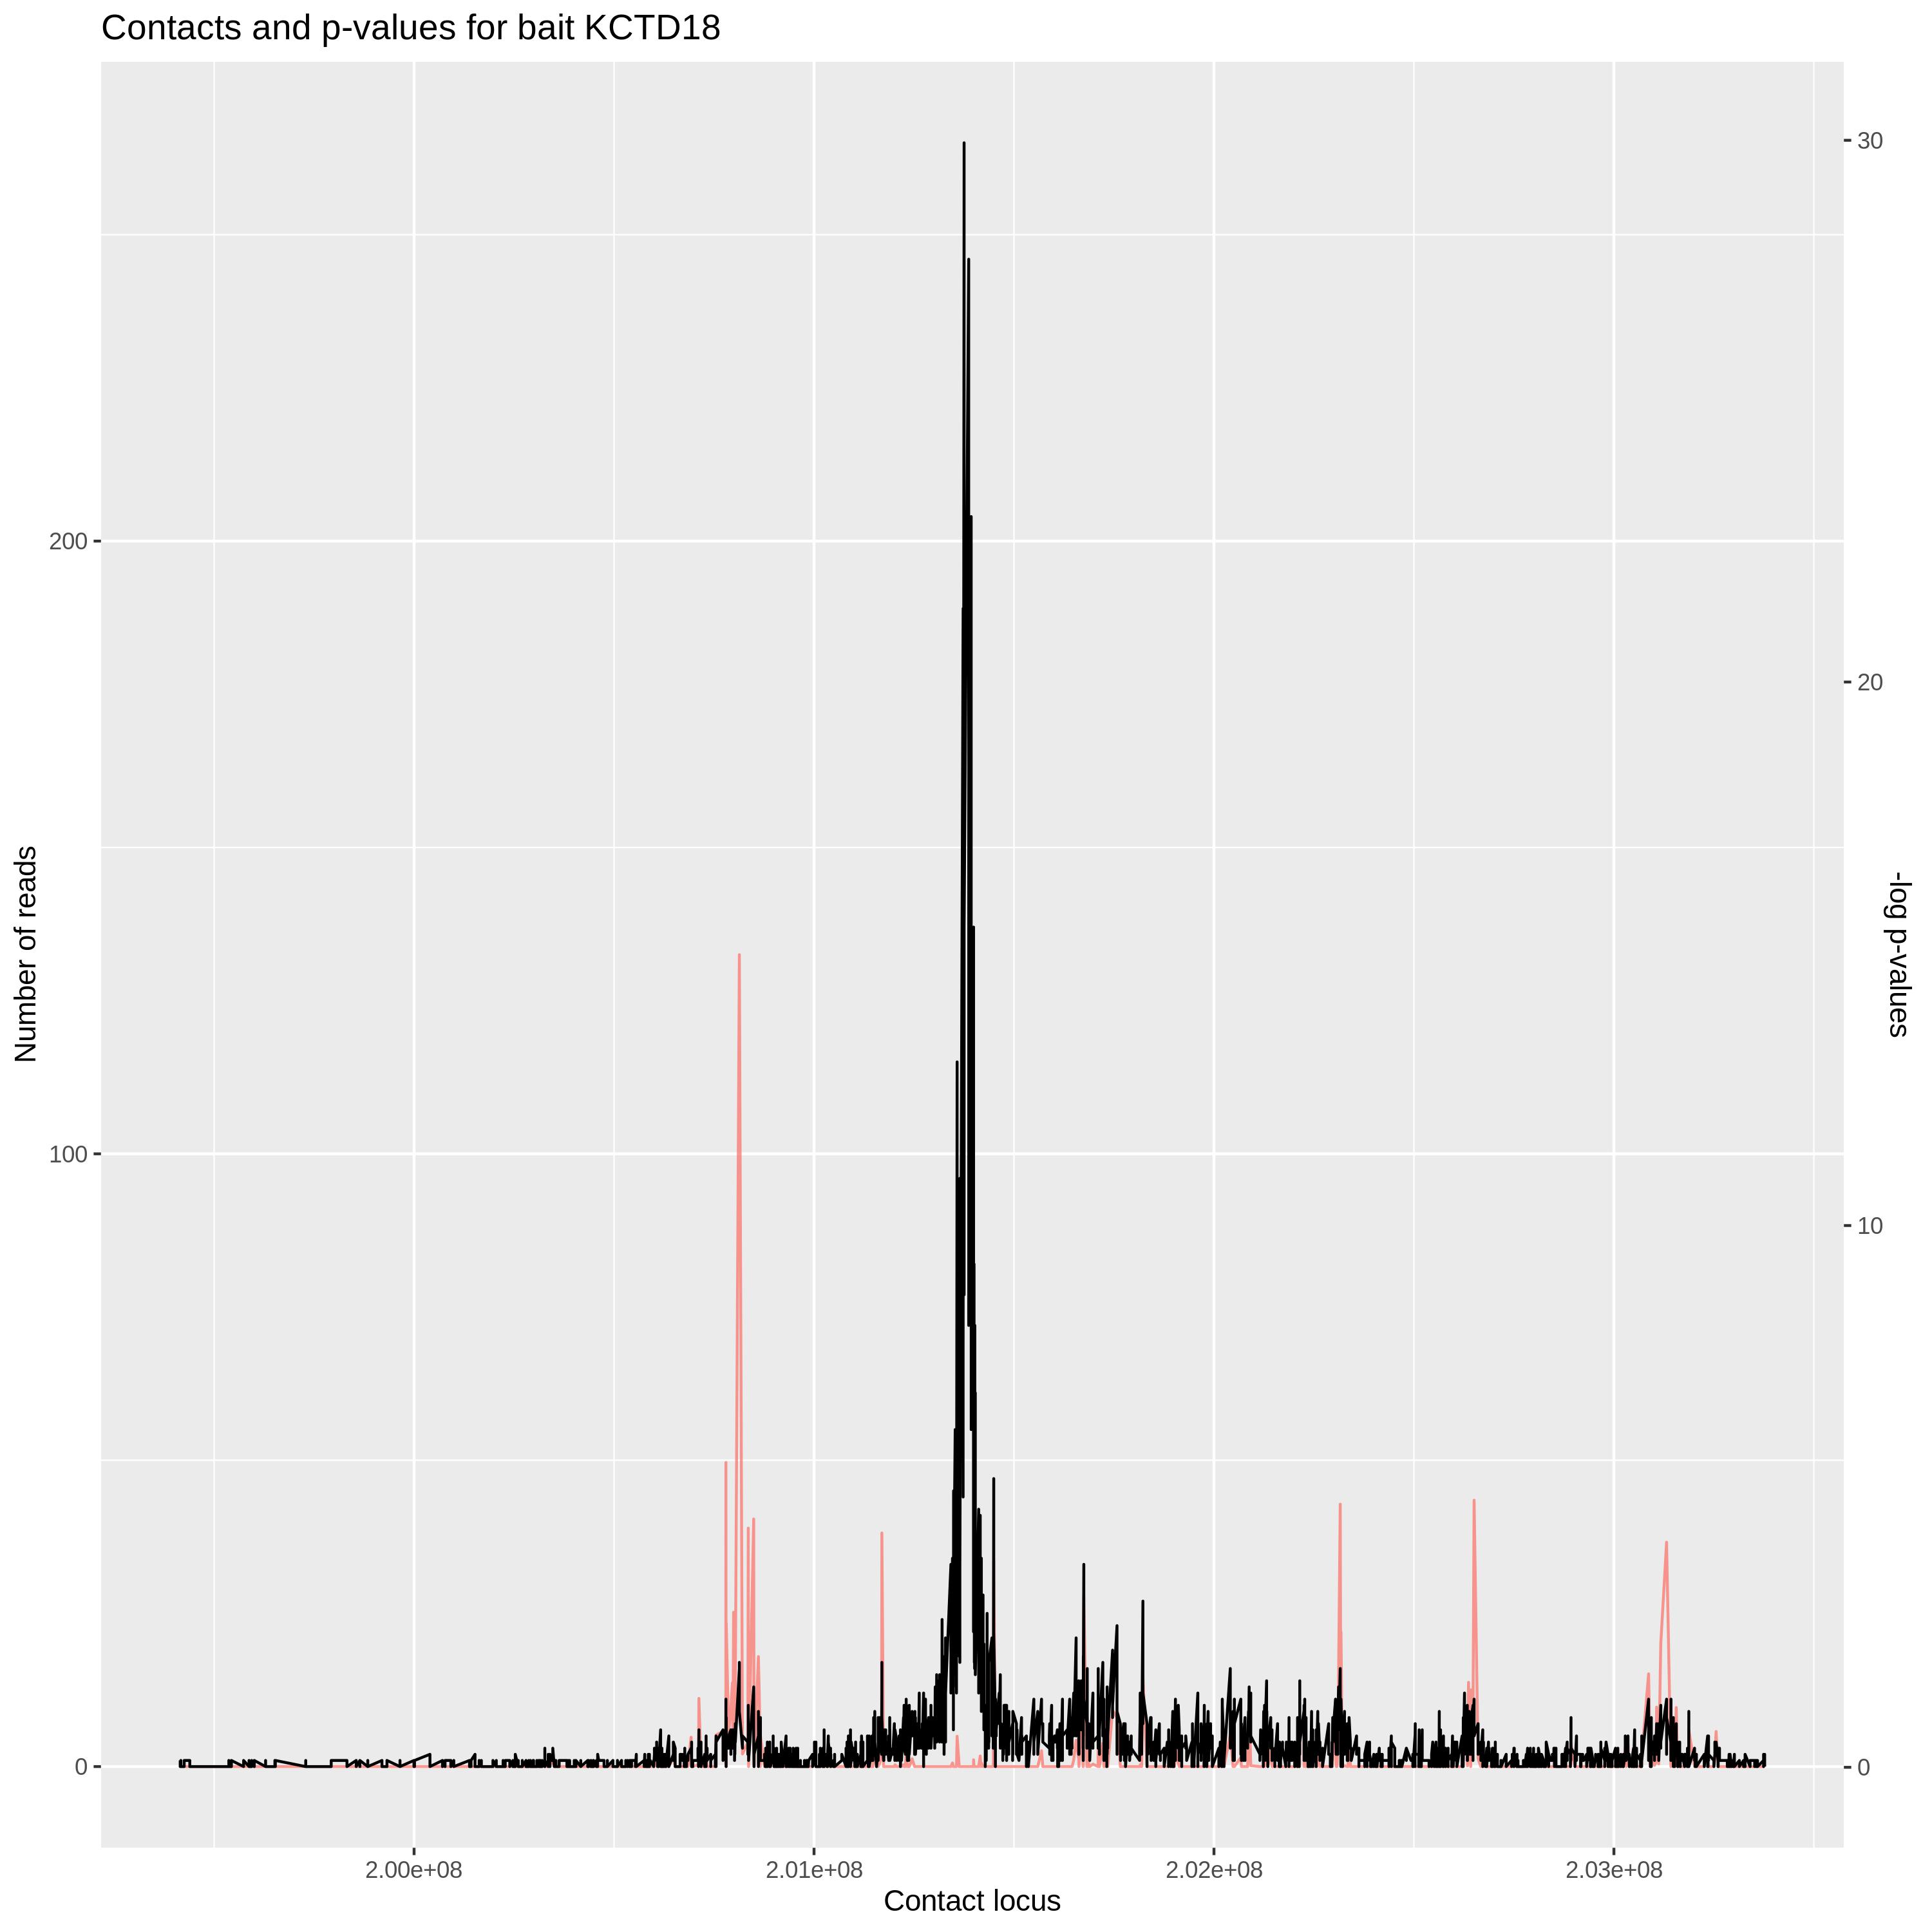 Contacts and p-values for bait KCTD18
30
200
20
Number of reads
-log p-values
10
100
0
0
2.00e+08 2.01e+08 2.02e+08 2.03e+08
Contact locus